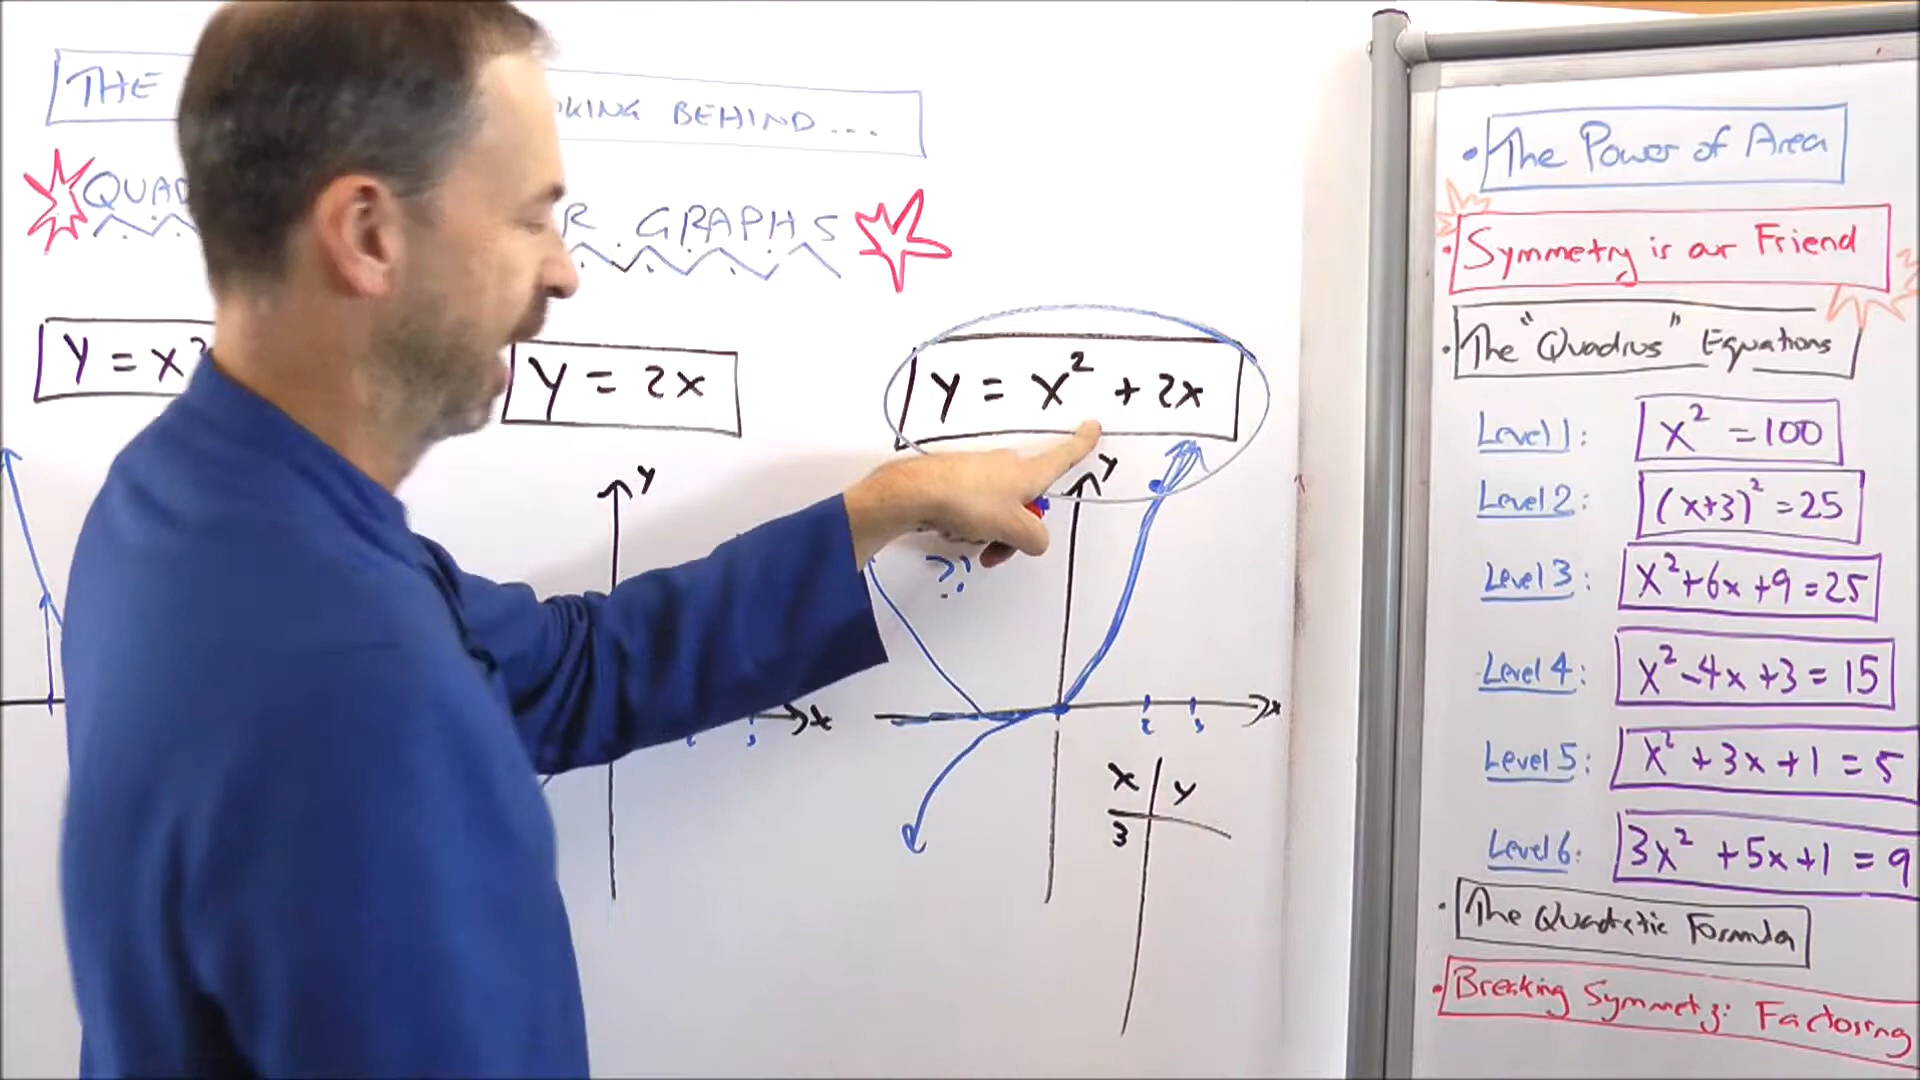 THE
BEHIND...
QUAD
GRAPHS
y = x²
y = 2x
y = x² + 2x
y
y
??
x
x
2
3
x y
3
• The Power of Area
• Symmetry is our Friend
• The "Quadrus" Equations
Level 1: x² = 100
Level 2: (x+3)² = 25
Level 3: x² + 6x + 9 = 25
Level 4: x² - 4x + 3 = 15
Level 5: x² + 3x + 1 = 5
Level 6: 3x² + 5x + 1 = 9
• The Quadratic Formula
• Breaking Symmetry: Factoring